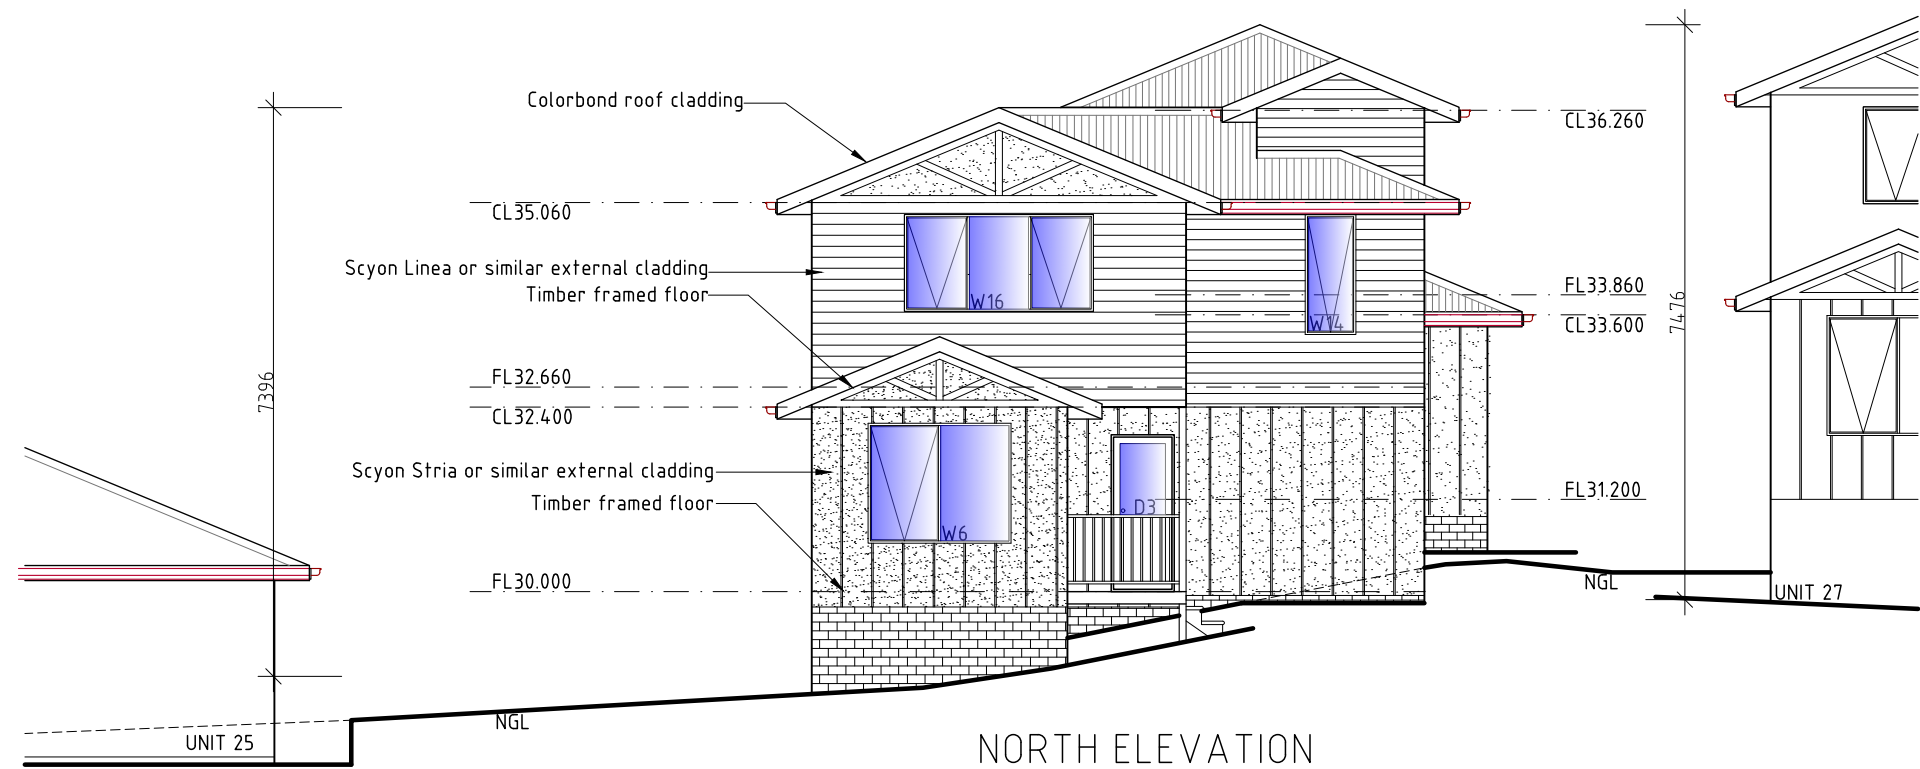 Colorbond roof cladding
CL36.260
CL35.060
Scyon Linea or similar external cladding
Timber framed floor
W16
W14
FL33.860
CL33.600
7476
7396
FL32.660
CL32.400
Scyon Stria or similar external cladding
Timber framed floor
W6
D3
FL31.200
FL30.000
NGL
UNIT 27
NGL
UNIT 25
NORTH ELEVATION